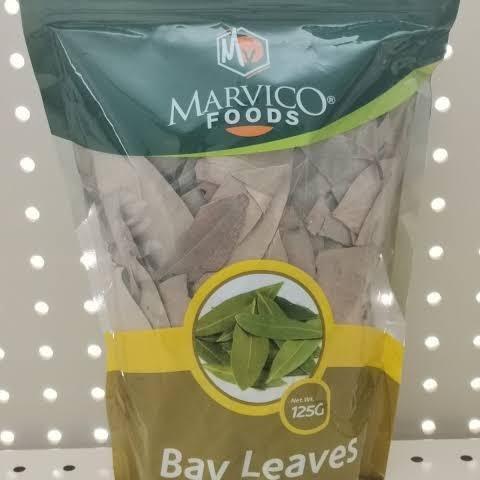 M
MARVICO®
FOODS
Net.Wt.
125G
Bay Leaves